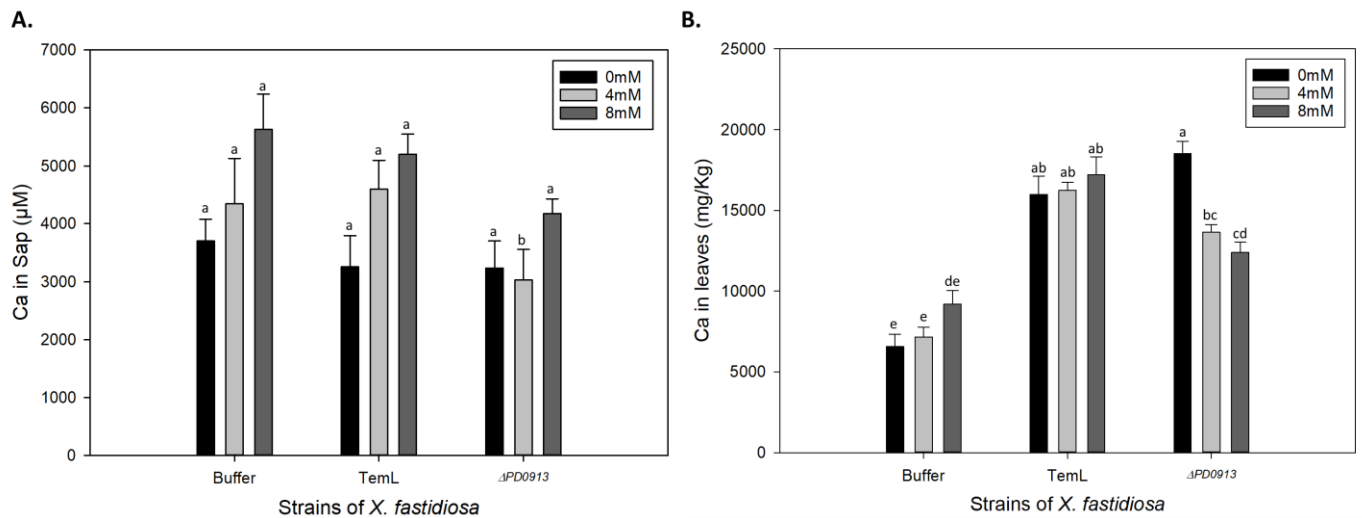 A.
7000
6000
5000
4000
3000
2000
1000
0
Ca in Sap (µM)
0mM
4mM
8mM
a
a
a
a
a
a
a
b
a
Buffer
TemL
ΔPD0913
Strains of X. fastidiosa
B.
25000
20000
15000
10000
5000
0
Ca in leaves (mg/Kg)
0mM
4mM
8mM
e
e
de
ab
ab
ab
a
bc
cd
Buffer
TemL
ΔPD0913
Strains of X. fastidiosa